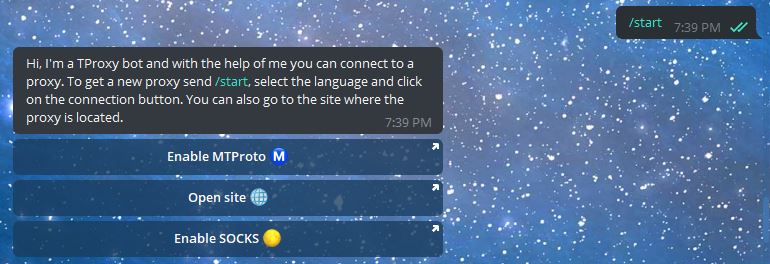 /start 7:39 PM
Hi, I'm a TProxy bot and with the help of me you can connect to a
proxy. To get a new proxy send /start, select the language and click
on the connection button. You can also go to the site where the
proxy is located.
7:39 PM
Enable MTProto M
Open site
Enable SOCKS